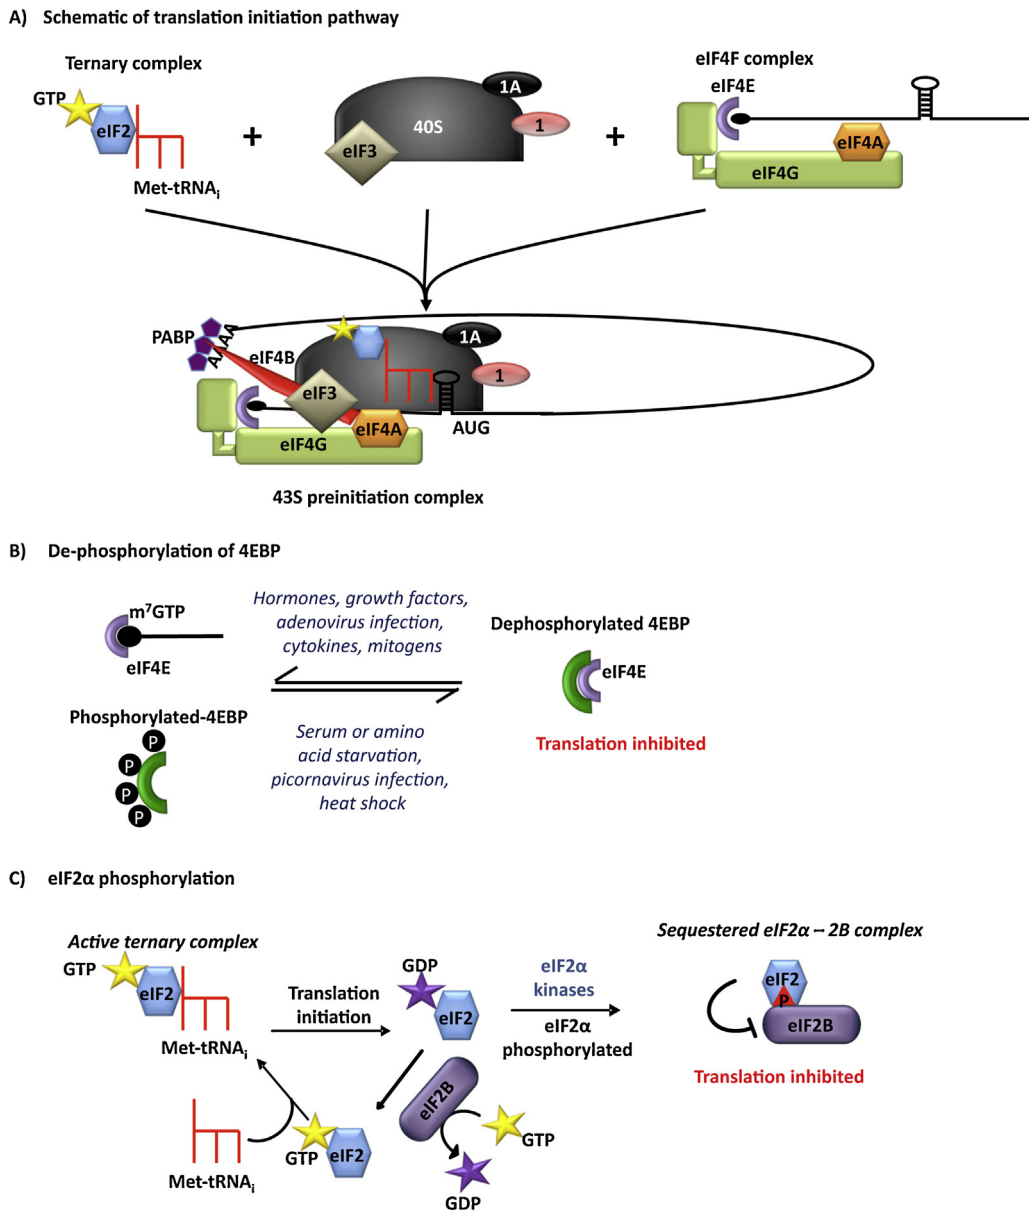 A) Schematic of translation initiation pathway
Ternary complex
GTP
eIF2
Met-tRNAi
+
40S
1A
1
eIF3
+
eIF4F complex
eIF4E
eIF4A
eIF4G
PABP
AAAA
eIF4B
1A
1
eIF3
eIF4A
eIF4G
AUG
43S preinitiation complex
B) De-phosphorylation of 4EBP
m⁷GTP
eIF4E
Phosphorylated-4EBP
P
P
P
P
Hormones, growth factors,
adenovirus infection,
cytokines, mitogens
Serum or amino
acid starvation,
picornavirus infection,
heat shock
Dephosphorylated 4EBP
eIF4E
Translation inhibited
C) eIF2α phosphorylation
Active ternary complex
GTP
eIF2
Met-tRNAi
Translation
initiation
GDP
eIF2
eIF2α
kinases
eIF2α
phosphorylated
Sequestered eIF2α – 2B complex
eIF2
P
eIF2B
Translation inhibited
Met-tRNAi
GTP
eIF2
eIF2B
GTP
GDP